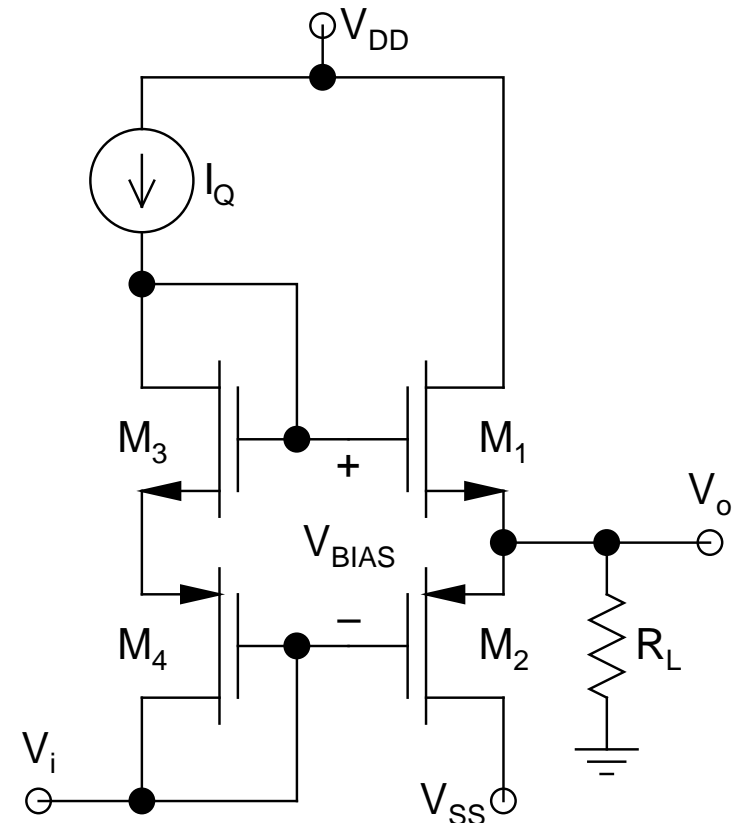 V_DD
I_Q
M_3
M_1
+
V_o
V_BIAS
−
M_4
M_2
R_L
V_i
V_SS